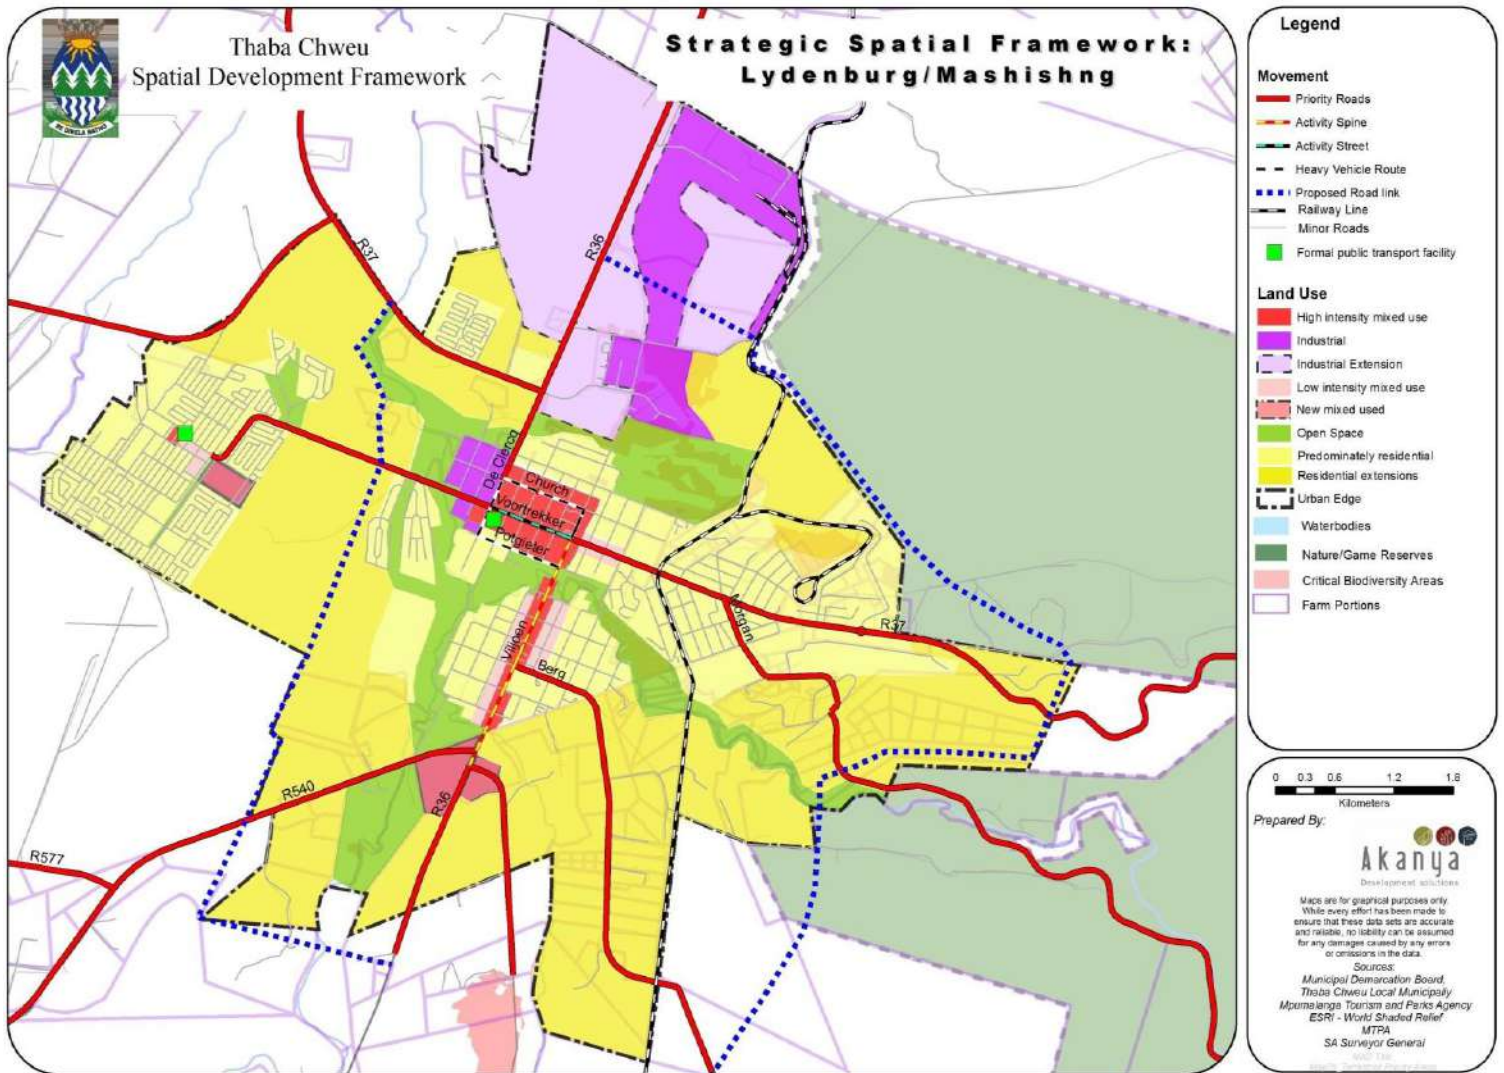 Thaba Chweu
Spatial Development Framework
Strategic Spatial Framework:
Lydenburg/Mashishng
R37
R36
De Clercq
Church
Voortrekker
Potgieter
Viljoen
Berg
Morgan
R37
R540
R36
R577
Legend
Movement
Priority Roads
Activity Spine
Activity Street
Heavy Vehicle Route
Proposed Road link
Railway Line
Minor Roads
Formal public transport facility
Land Use
High intensity mixed use
Industrial
Industrial Extension
Low intensity mixed use
New mixed used
Open Space
Predominately residential
Residential extensions
Urban Edge
Waterbodies
Nature/Game Reserves
Critical Biodiversity Areas
Farm Portions
0 0.3 0.6 1.2 1.8
Kilometers
Prepared By:
Akanya
Development solutions
Maps are for graphical purposes only.
While every effort has been made to
ensure that these data sets are accurate
and reliable, no liability can be assumed
for any damages caused by any errors
or omissions in the data.
Sources:
Municipal Demarcation Board,
Thaba Chweu Local Municipally
Mpumalanga Tourism and Parks Agency
ESRI - World Shaded Relief
MTPA
SA Surveyor General